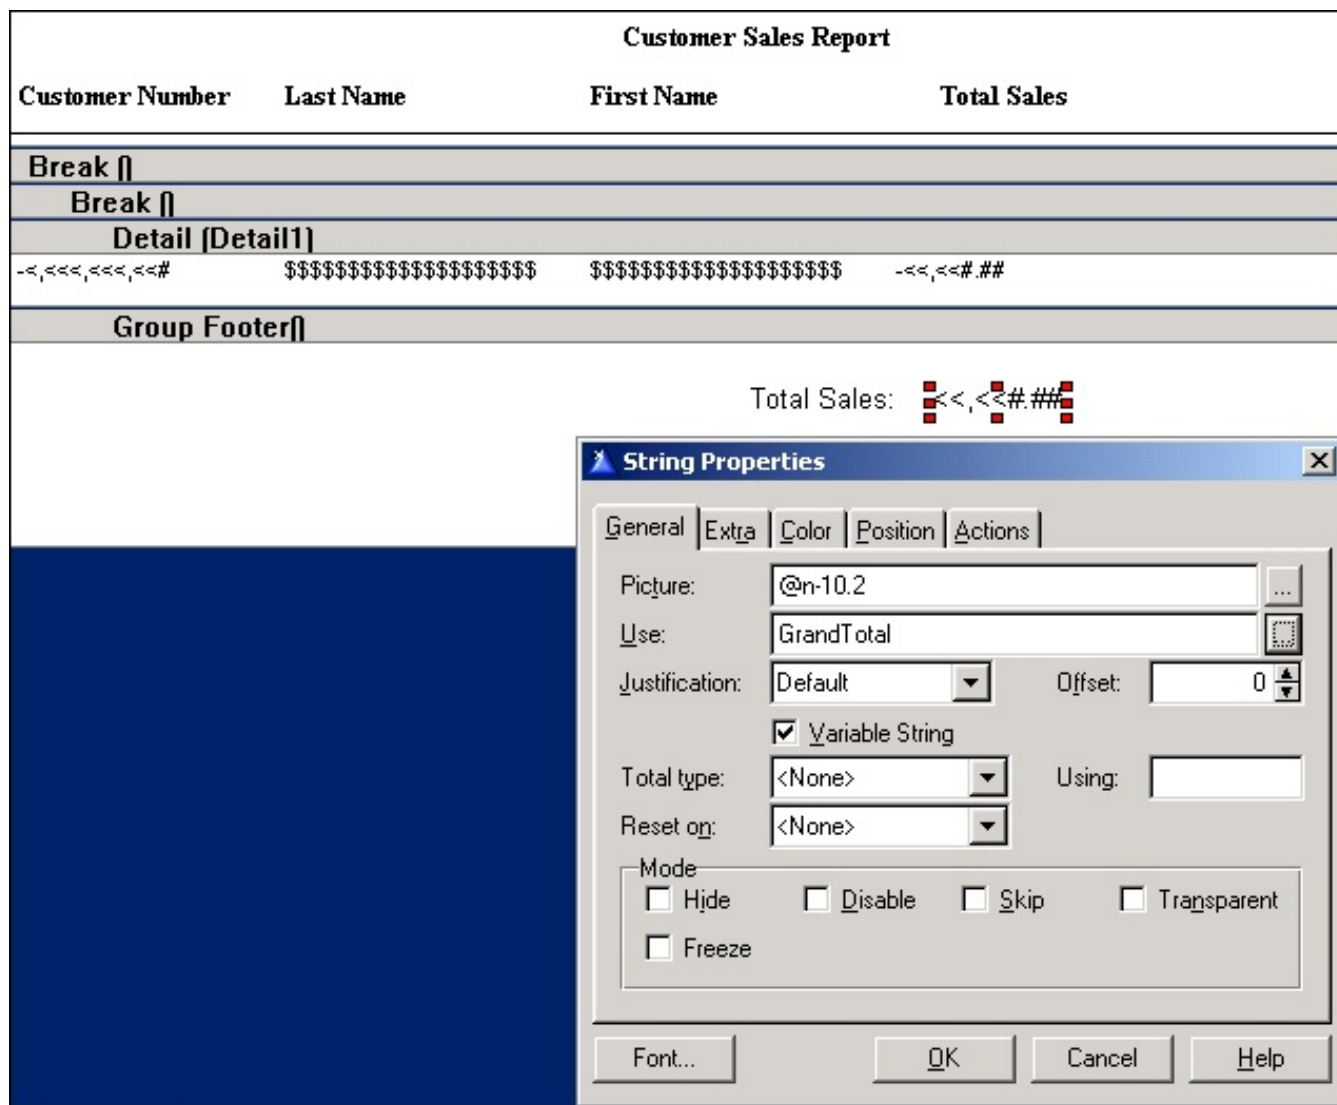 Customer Sales Report
Customer Number Last Name First Name Total Sales
Break ()
Break ()
Detail (Detail1)
-<,<<<,<<<,<<# $$$$$$$$$$$$$$$$$$$$ $$$$$$$$$$$$$$$$$$$$ -<<,<<#.##
Group Footer()
Total Sales: <<,<<#.##
String Properties
General Extra Color Position Actions
Picture: @n-10.2 ...
Use: GrandTotal
Justification: Default Offset: 0
Variable String
Total type: <None> Using:
Reset on: <None>
Mode
Hide Disable Skip Transparent
Freeze
Font... OK Cancel Help